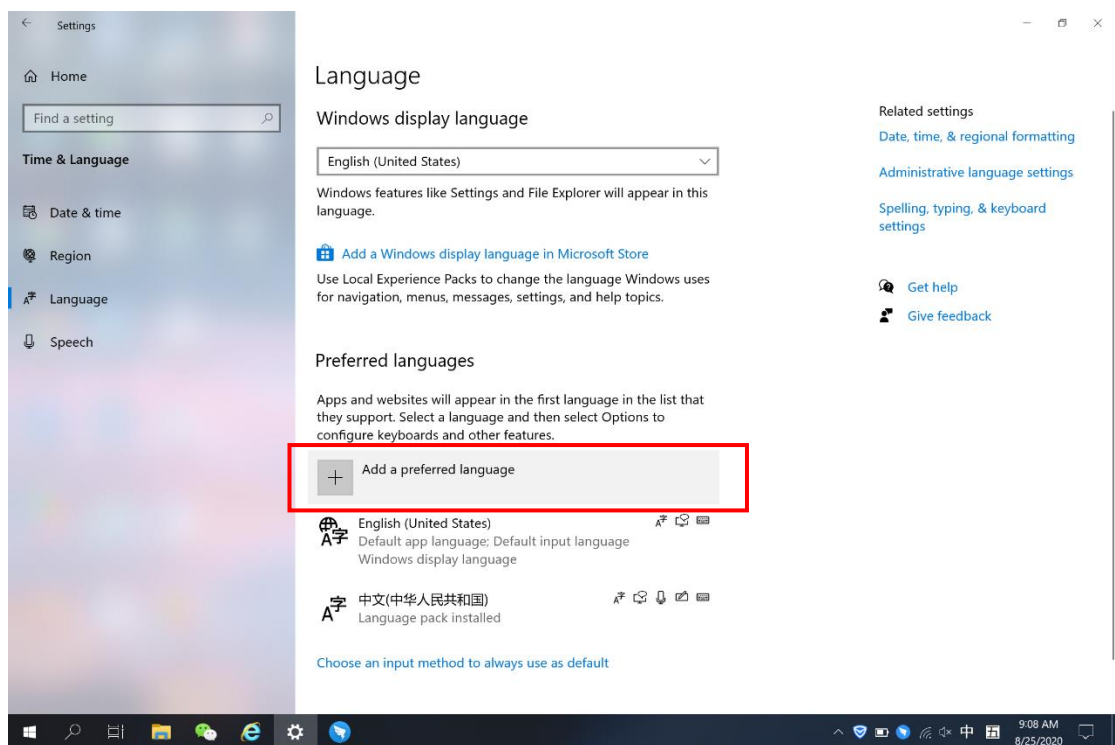 Settings
Home
Find a setting
Time & Language
Date & time
Region
Language
Speech
Language
Windows display language
English (United States)
Windows features like Settings and File Explorer will appear in this
language.
Add a Windows display language in Microsoft Store
Use Local Experience Packs to change the language Windows uses
for navigation, menus, messages, settings, and help topics.
Preferred languages
Apps and websites will appear in the first language in the list that
they support. Select a language and then select Options to
configure keyboards and other features.
Add a preferred language
English (United States)
Default app language; Default input language
Windows display language
中文(中华人民共和国)
Language pack installed
Choose an input method to always use as default
Related settings
Date, time, & regional formatting
Administrative language settings
Spelling, typing, & keyboard
settings
Get help
Give feedback
中
9:08 AM
8/25/2020